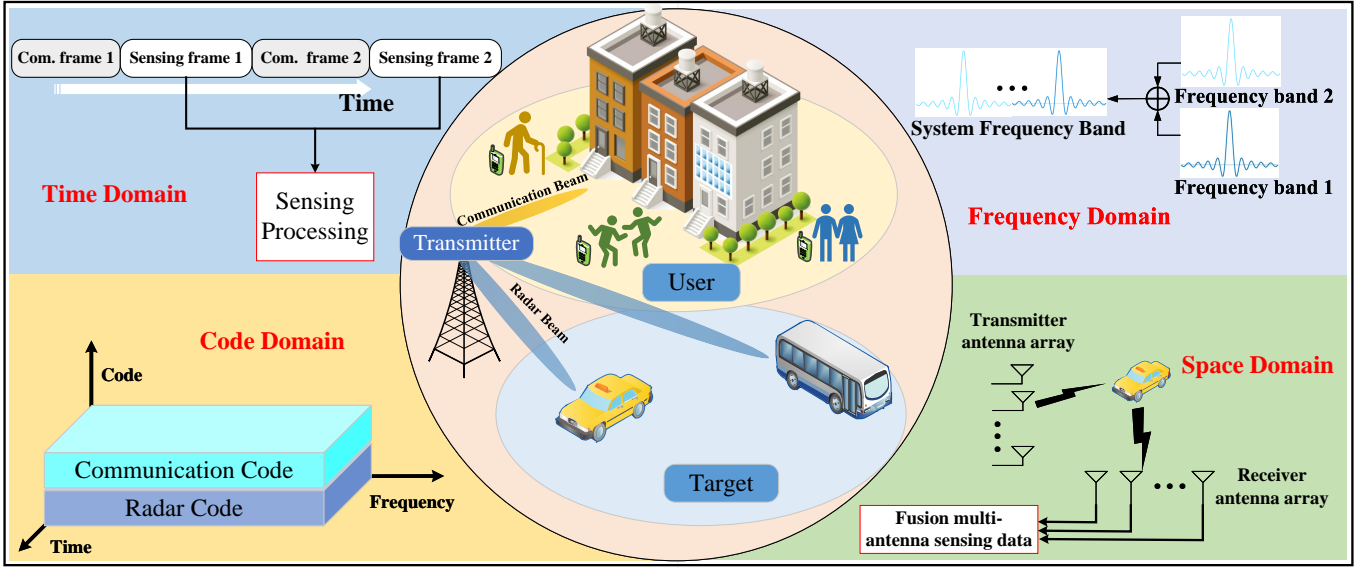 Com. frame 1
Sensing frame 1
Com. frame 2
Sensing frame 2
Time
Time Domain
Sensing
Processing
System Frequency Band
Frequency band 2
Frequency band 1
Frequency Domain
Communication Beam
Transmitter
Radar Beam
User
Target
Code Domain
Code
Communication Code
Radar Code
Frequency
Time
Transmitter
antenna array
Space Domain
Receiver
antenna array
Fusion multi-
antenna sensing data